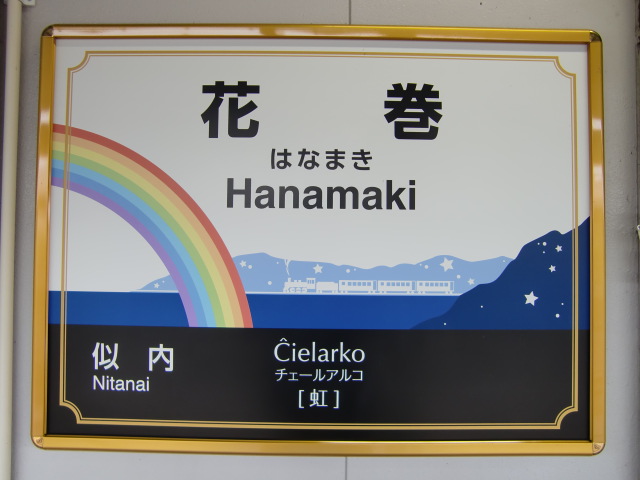 花 巻
はなまき
Hanamaki
似 内
Nitanai
Ĉielarko
チェールアルコ
[ 虹 ]